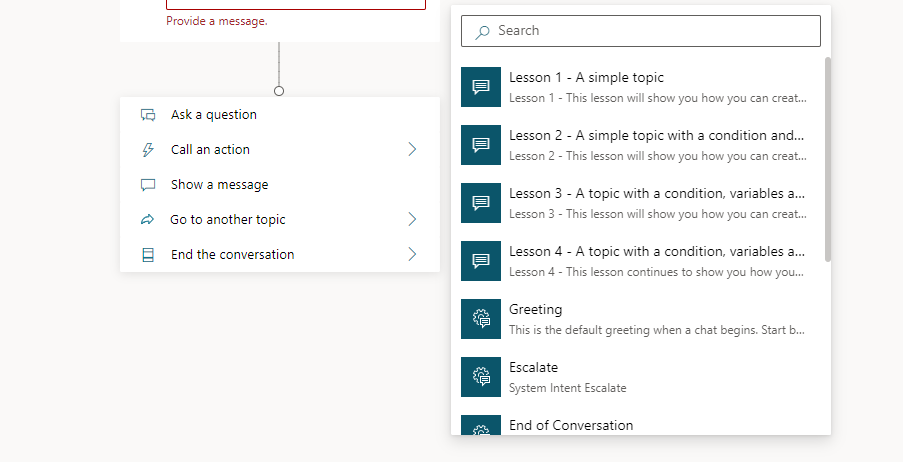 Provide a message.
Ask a question
Call an action
Show a message
Go to another topic
End the conversation
Search
Lesson 1 - A simple topic
Lesson 1 - This lesson will show you how you can creat...
Lesson 2 - A simple topic with a condition and...
Lesson 2 - This lesson will show you how you can creat...
Lesson 3 - A topic with a condition, variables a...
Lesson 3 - This lesson will show you how you can creat...
Lesson 4 - A topic with a condition, variables a...
Lesson 4 - This lesson continues to show you how you...
Greeting
This is the default greeting when a chat begins. Start b...
Escalate
System Intent Escalate
End of Conversation